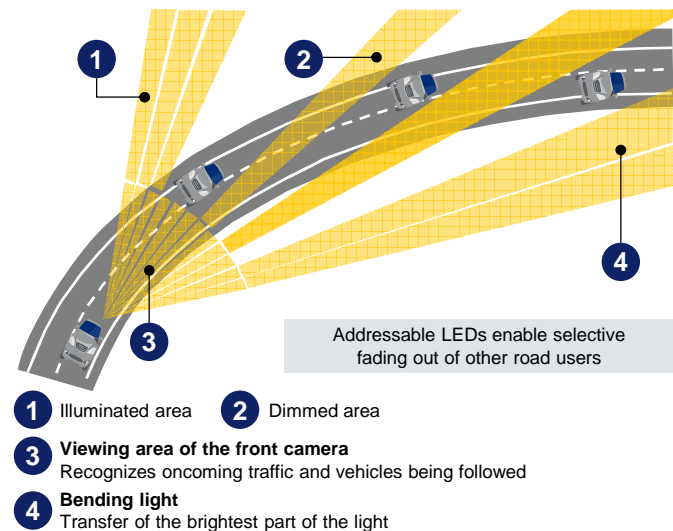 1
2
3
4
Addressable LEDs enable selective
fading out of other road users
1 Illuminated area 2 Dimmed area
3 Viewing area of the front camera
Recognizes oncoming traffic and vehicles being followed
4 Bending light
Transfer of the brightest part of the light